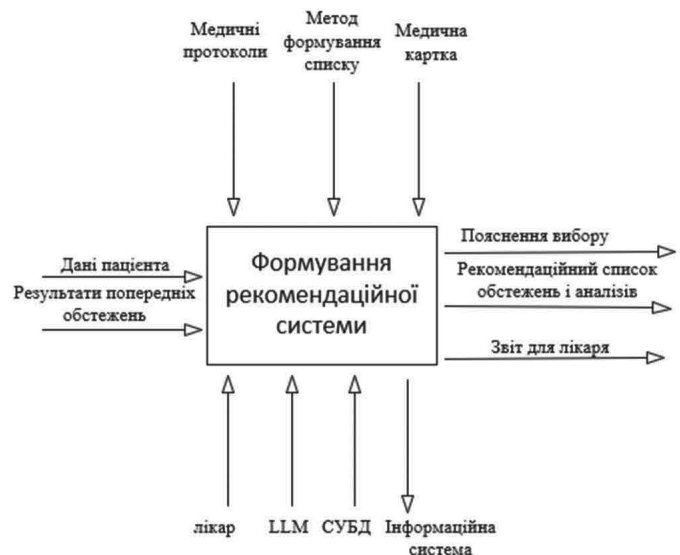 Медичні
протоколи
Метод
формування
списку
Медична
картка
Дані пацієнта
Результати попередніх
обстежень
Формування
рекомендаційної
системи
Пояснення вибору
Рекомендаційний список
обстежень і аналізів
Звіт для лікаря
лікар
LLM
СУБД
Інформаційна
система